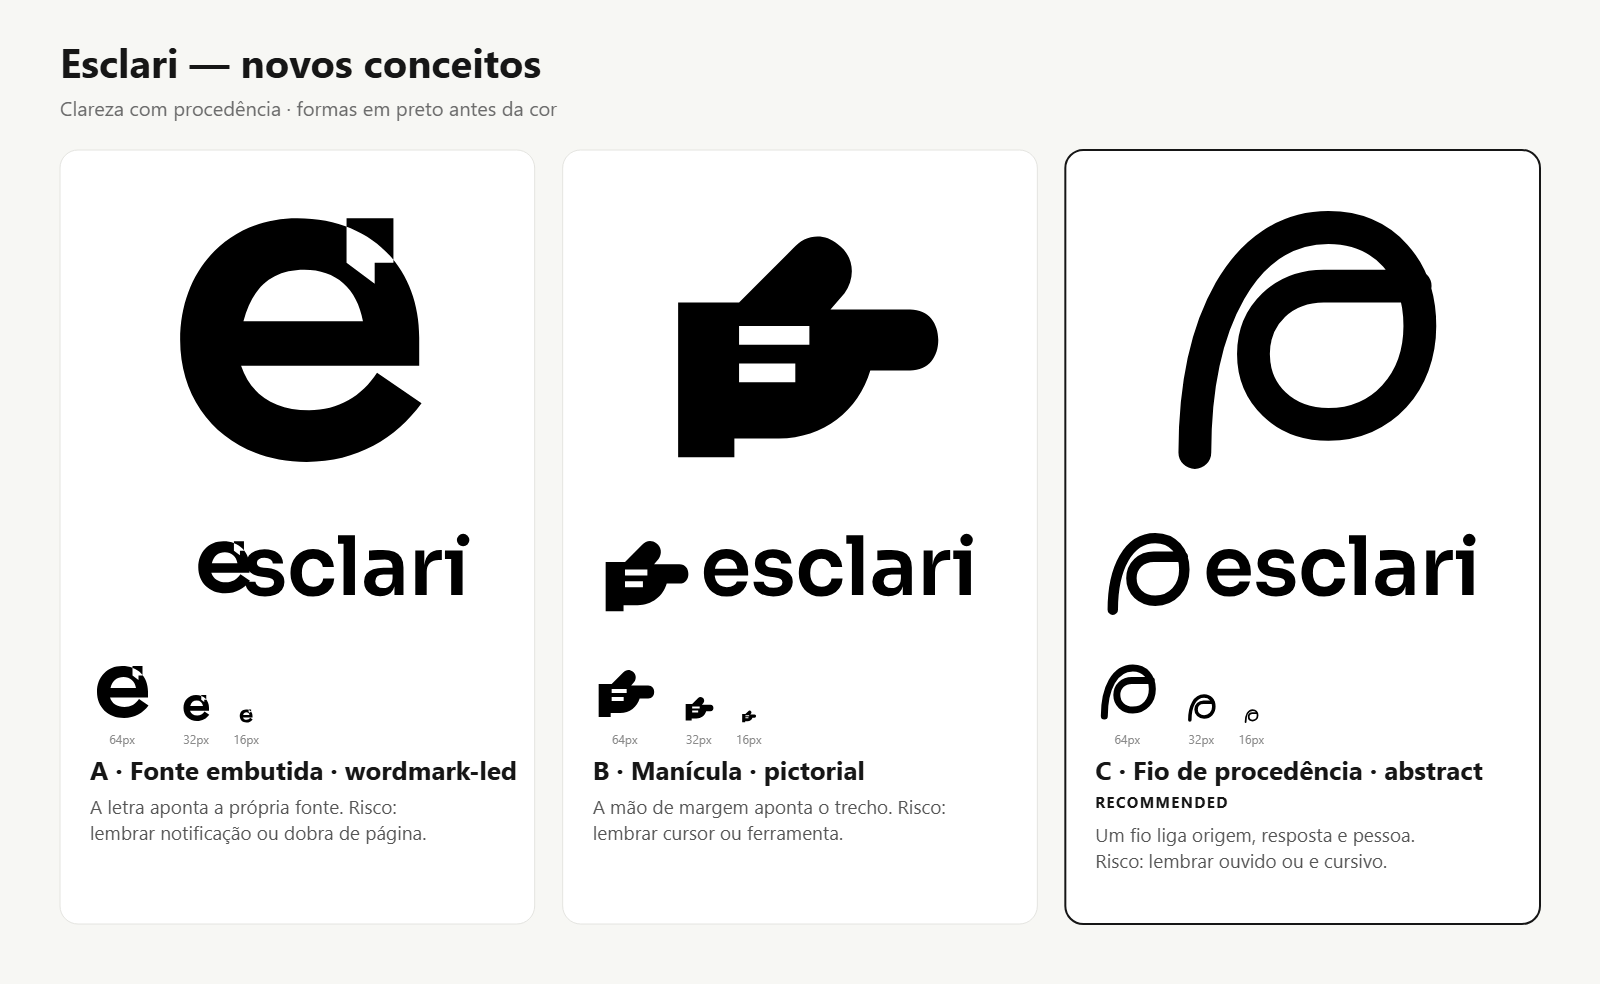 Esclari — novos conceitos
Clareza com procedência · formas em preto antes da cor
esclari
64px 32px 16px
A · Fonte embutida · wordmark-led
A letra aponta a própria fonte. Risco:
lembrar notificação ou dobra de página.
esclari
64px 32px 16px
B · Manícula · pictorial
A mão de margem aponta o trecho. Risco:
lembrar cursor ou ferramenta.
esclari
64px 32px 16px
C · Fio de procedência · abstract
RECOMMENDED
Um fio liga origem, resposta e pessoa.
Risco: lembrar ouvido ou e cursivo.